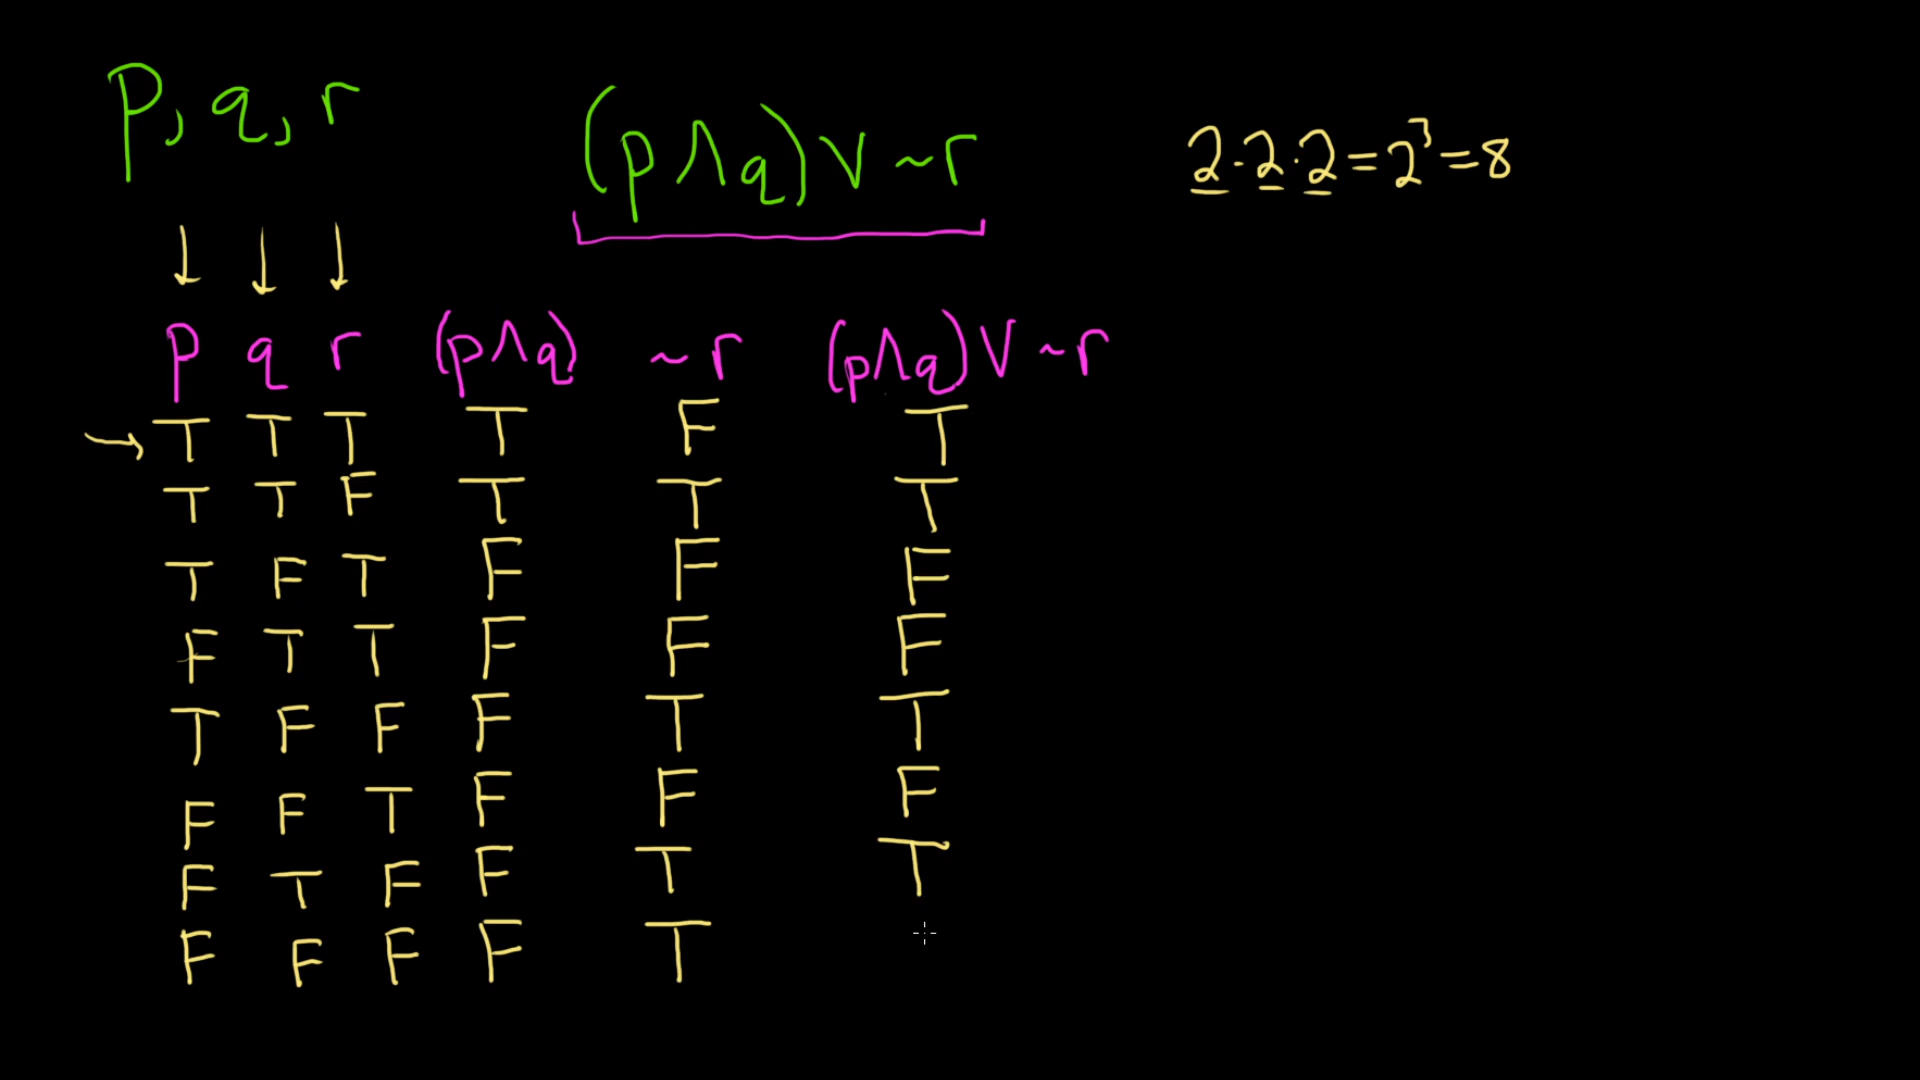 p, q, r
(p ∧ q) ∨ ~ r
2 · 2 · 2 = 2³ = 8
p q r (p ∧ q) ~ r (p ∧ q) ∨ ~ r
T T T T F T
T T F T T T
T F T F F F
F T T F F F
T F F F T T
F F T F F F
F T F F T T
F F F F T